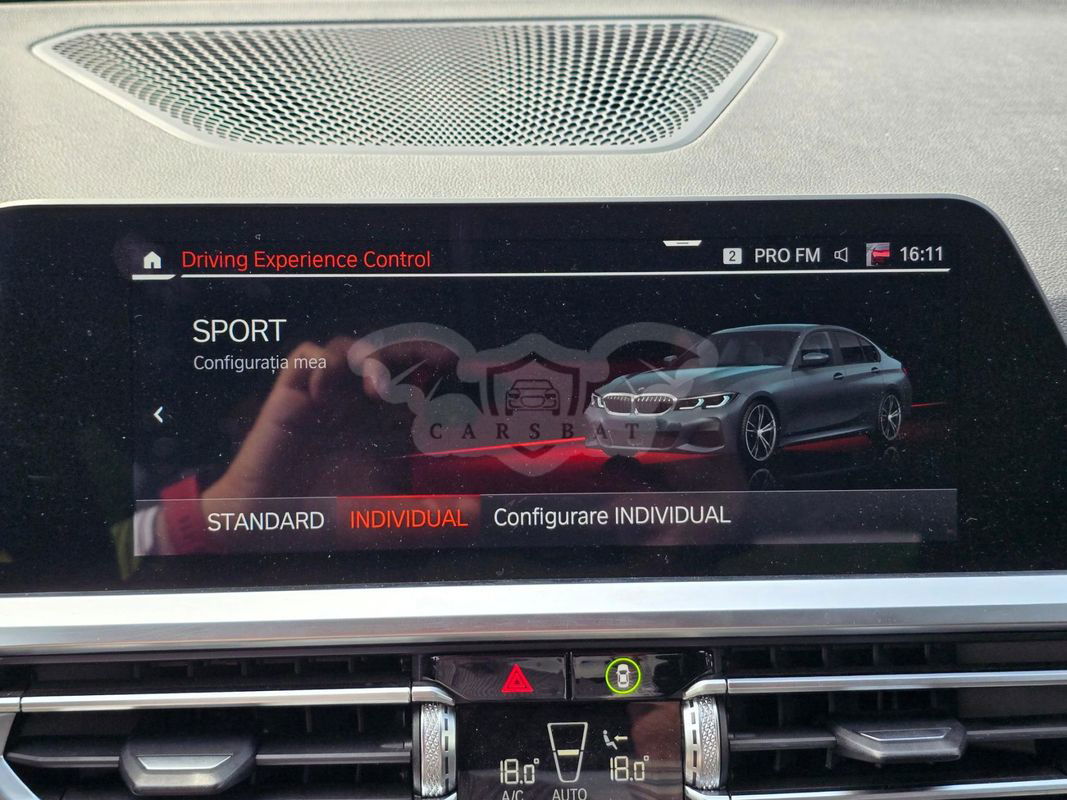 Driving Experience Control
2 PRO FM 16:11
SPORT
Configurația mea
CARSBAT
STANDARD INDIVIDUAL Configurare INDIVIDUAL
18.0° 18.0°
A/C AUTO